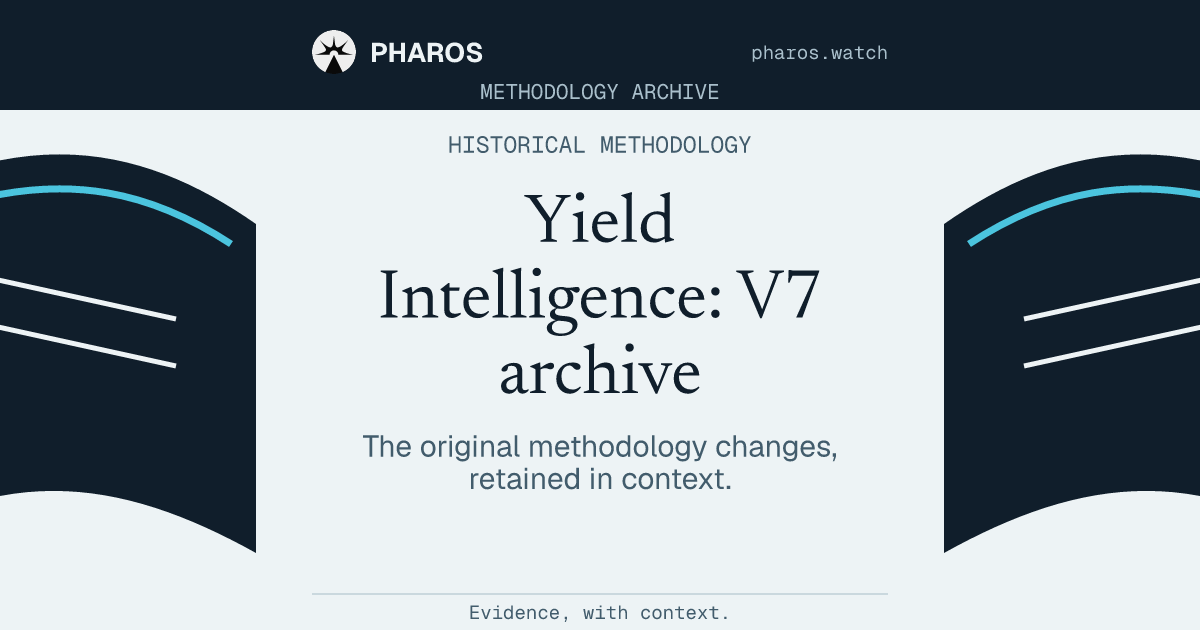 PHAROS
pharos.watch
METHODOLOGY ARCHIVE
HISTORICAL METHODOLOGY
Yield
Intelligence: V7
archive
The original methodology changes,
retained in context.
Evidence, with context.